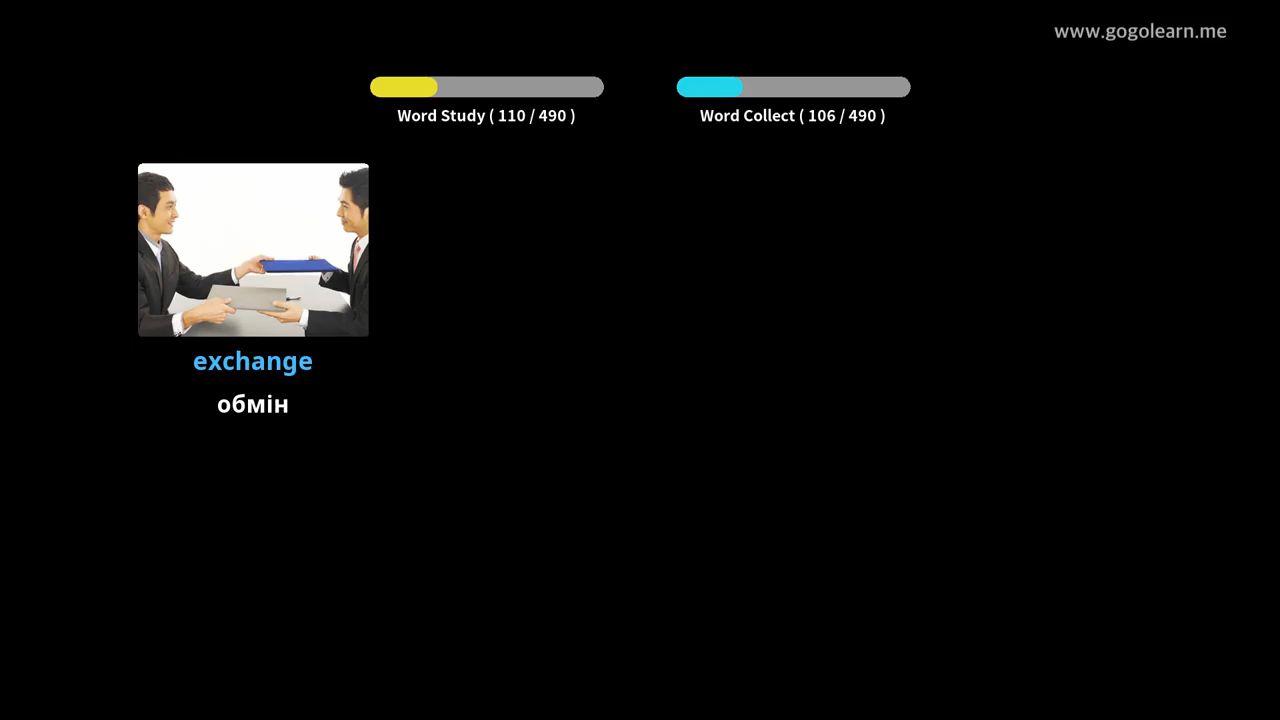 www.gogolearn.me
Word Study ( 110 / 490 )
Word Collect ( 106 / 490 )
exchange
обмін